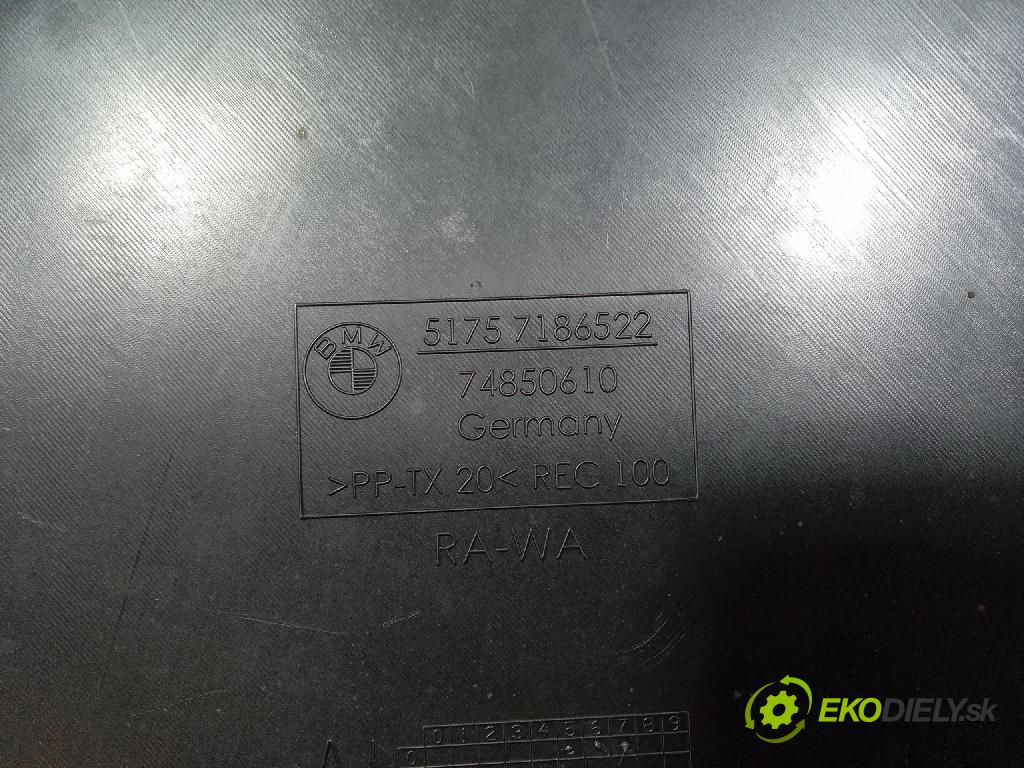 BMW
5175 7186522
74850610
Germany
>PP-TX 20< REC 100
RA-WA
0 1 2 3 4 5 6 7 8 9
0
EKODIELY.sk